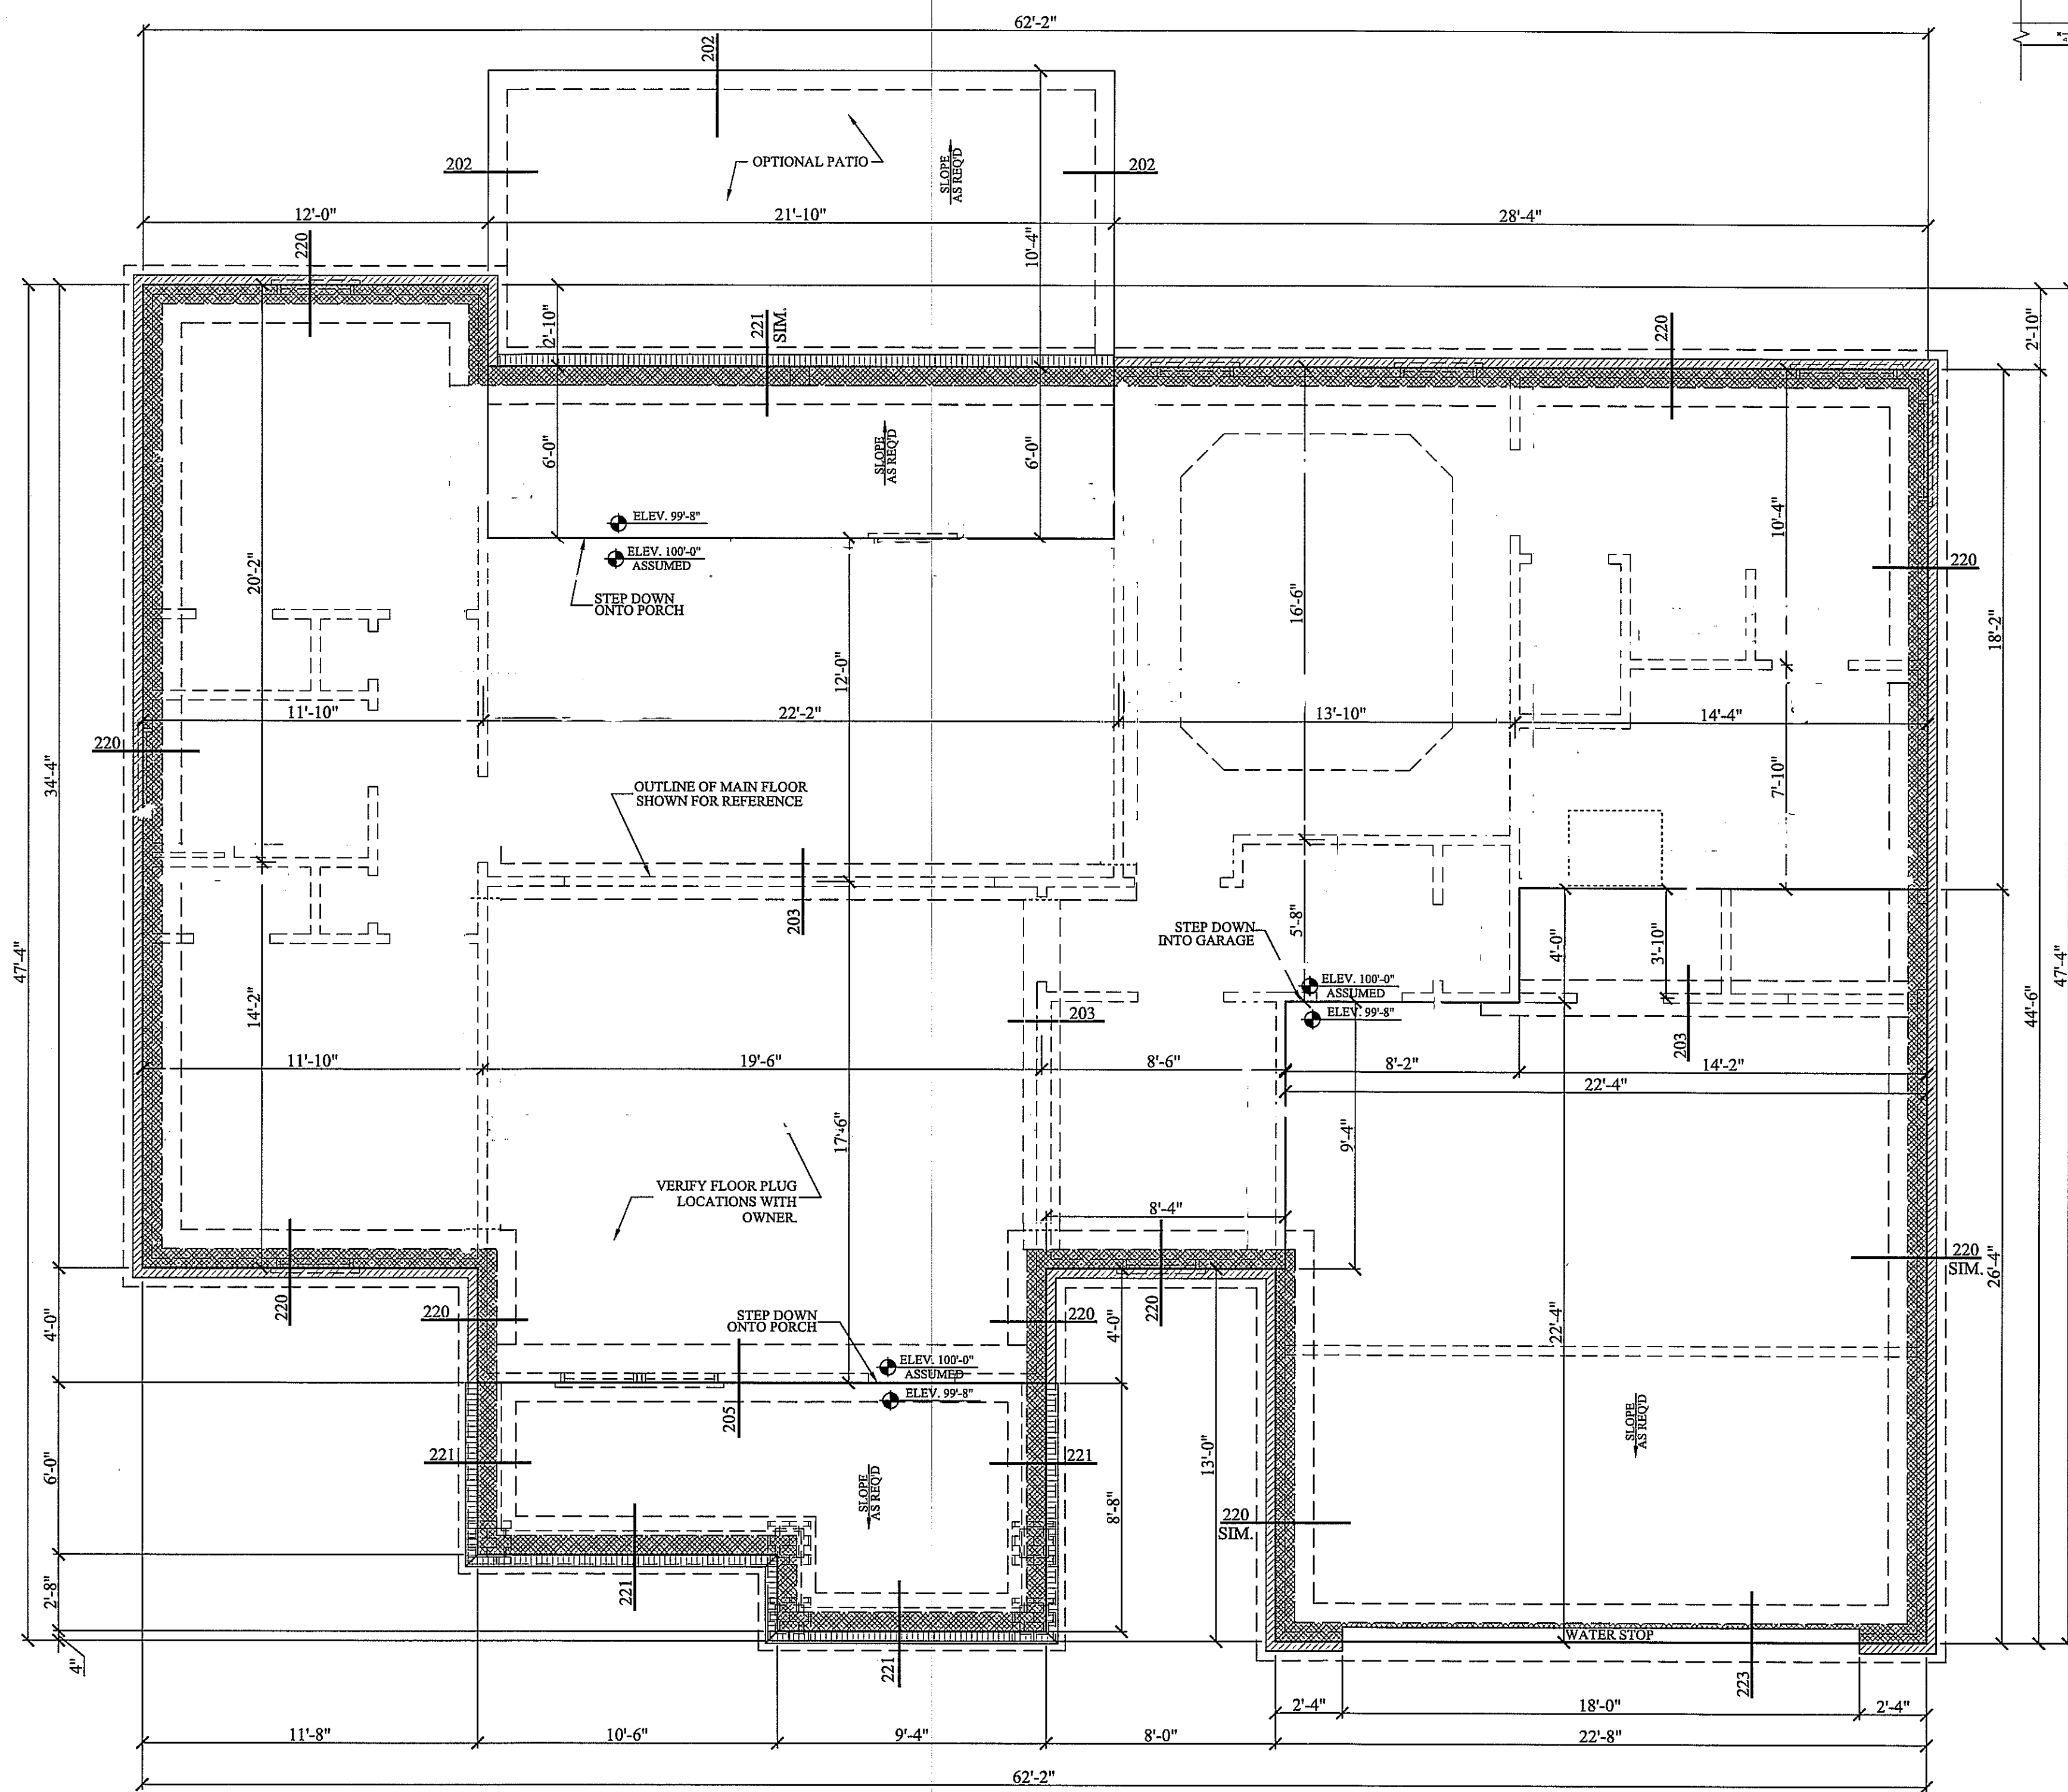 62'-2"
202
OPTIONAL PATIO
202
202
SLOPE
AS REQ'D
12'-0"
21'-10"
28'-4"
10'-4"
220
2'-10"
221
SIM.
220
2'-10"
6'-0"
SLOPE
AS REQ'D
6'-0"
ELEV. 99'-8"
ELEV. 100'-0"
ASSUMED
STEP DOWN
ONTO PORCH
20'-2"
12'-0"
16'-6"
10'-4"
220
18'-2"
11'-10"
22'-2"
13'-10"
14'-4"
220
34'-4"
OUTLINE OF MAIN FLOOR
SHOWN FOR REFERENCE
7'-10"
203
47'-4"
STEP DOWN
INTO GARAGE
5'-8"
4'-0"
3'-10"
47'-4"
44'-6"
ELEV. 100'-0"
ASSUMED
ELEV. 99'-8"
14'-2"
203
203
11'-10"
19'-6"
8'-6"
8'-2"
14'-2"
22'-4"
17'-6"
9'-4"
VERIFY FLOOR PLUG
LOCATIONS WITH
OWNER.
8'-4"
220
SIM.
26'-4"
220
220
STEP DOWN
ONTO PORCH
220
220
4'-0"
4'-0"
22'-4"
ELEV. 100'-0"
ASSUMED
ELEV. 99'-8"
205
SLOPE
AS REQ'D
221
221
6'-0"
13'-0"
SLOPE
AS REQ'D
8'-8"
220
SIM.
221
2'-8"
WATER STOP
4"
221
223
2'-4"
18'-0"
2'-4"
11'-8"
10'-6"
9'-4"
8'-0"
22'-8"
62'-2"